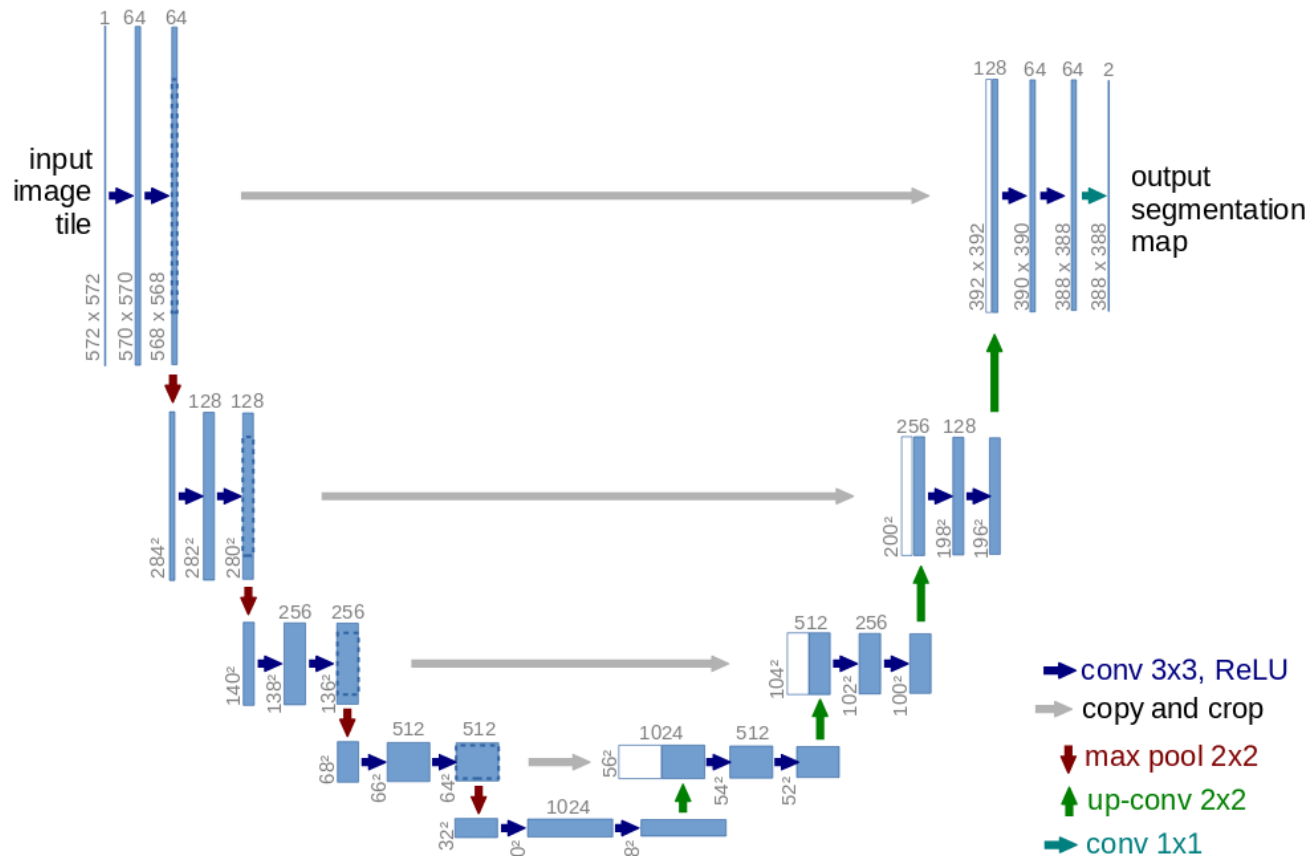 1 64 64
input
image
tile
572 x 572
570 x 570
568 x 568
128 64 64 2
output
segmentation
map
392 x 392
390 x 390
388 x 388
388 x 388
128 128
284²
282²
280²
256 128
200²
198²
196²
256 256
140²
138²
136²
512 256
104²
102²
100²
512 512
68²
66²
64²
1024 512
56²
54²
52²
1024
32²
0²
8²
conv 3x3, ReLU
copy and crop
max pool 2x2
up-conv 2x2
conv 1x1